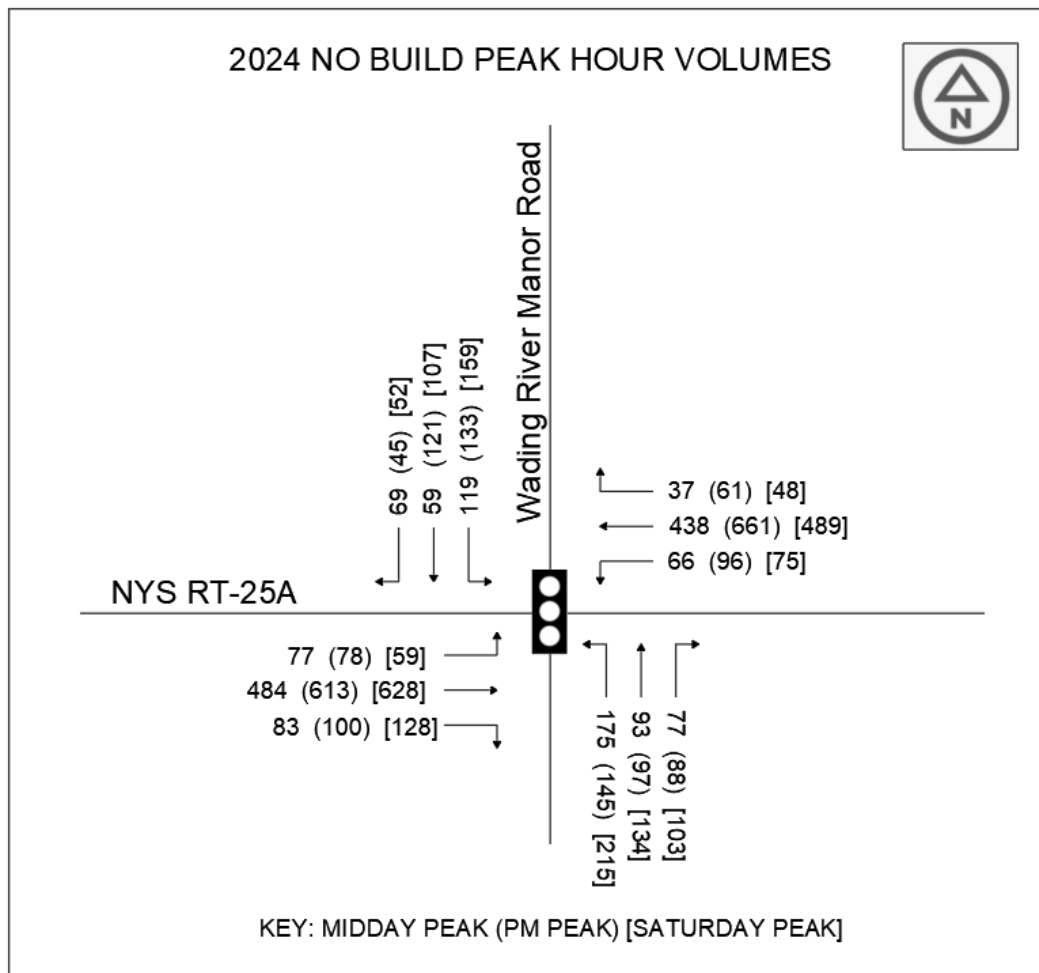 2024 NO BUILD PEAK HOUR VOLUMES
N
Wading River Manor Road
69 (45) [52]
59 (121) [107]
119 (133) [159]
37 (61) [48]
438 (661) [489]
66 (96) [75]
NYS RT-25A
77 (78) [59]
484 (613) [628]
83 (100) [128]
175 (145) [215]
93 (97) [134]
77 (88) [103]
KEY: MIDDAY PEAK (PM PEAK) [SATURDAY PEAK]